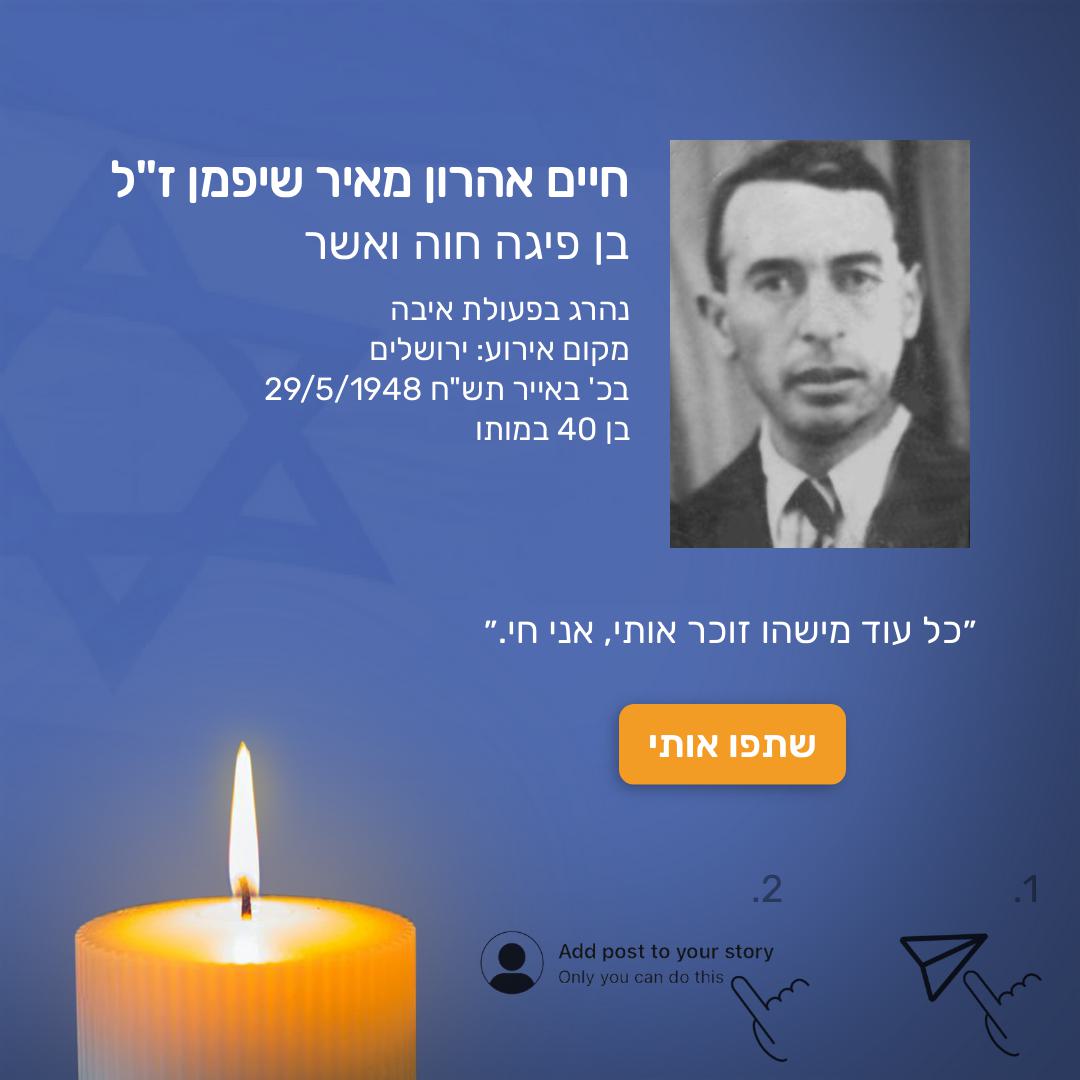 חיים אהרון מאיר שיפמן ז"ל
בן פיגה חוה ואשר
נהרג בפעולת איבה
מקום אירוע: ירושלים
בכ' באייר תש"ח 29/5/1948
בן 40 במותו
״כל עוד מישהו זוכר אותי, אני חי.״
שתפו אותי
.1
.2
Add post to your story
Only you can do this